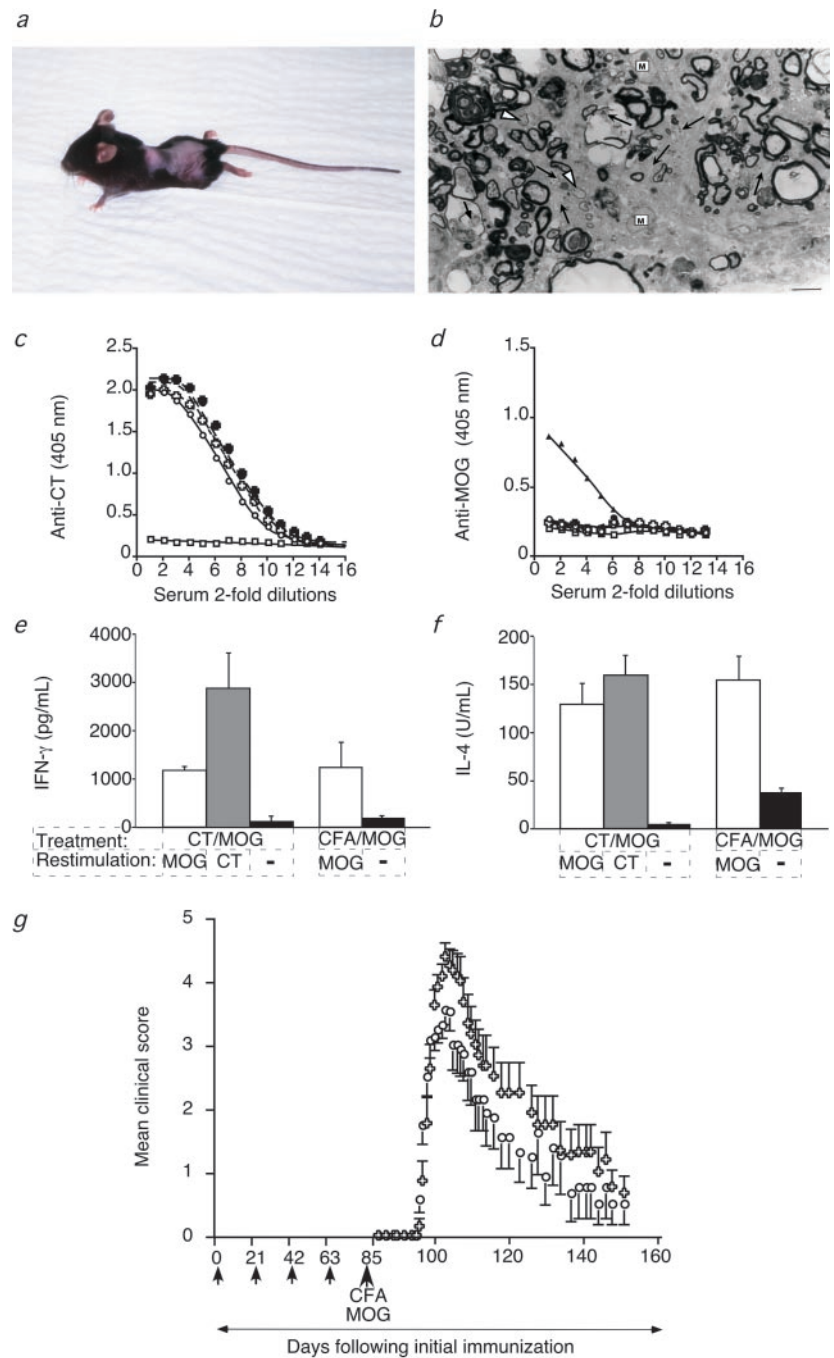 a
b
M
M
c
d
Anti-CT (405 nm)
2.5
2.0
1.5
1.0
0.5
0
0 2 4 6 8 10 12 14 16
Serum 2-fold dilutions
Anti-MOG (405 nm)
1.5
1.0
0.5
0
0 2 4 6 8 10 12 14 16
Serum 2-fold dilutions
e
f
IFN-γ (pg/mL)
4000
3000
2000
1000
0
Treatment: CT/MOG CFA/MOG
Restimulation: MOG CT - MOG -
IL-4 (U/mL)
200
150
100
50
0
CT/MOG CFA/MOG
MOG CT - MOG -
g
Mean clinical score
5
4
3
2
1
0
0 21 42 63 85 100 120 140 160
CFA
MOG
Days following initial immunization